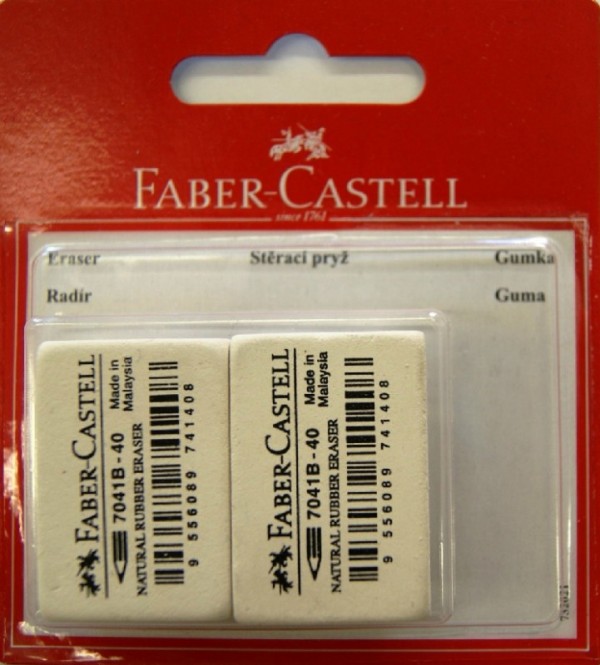 FABER-CASTELL
since 1761
Eraser Stěrací pryž Gumka
Radír Guma
FABER-CASTELL
7041B - 40 Made in Malaysia
NATURAL RUBBER ERASER
9 556089 741408
FABER-CASTELL
7041B - 40 Made in Malaysia
NATURAL RUBBER ERASER
9 556089 741408